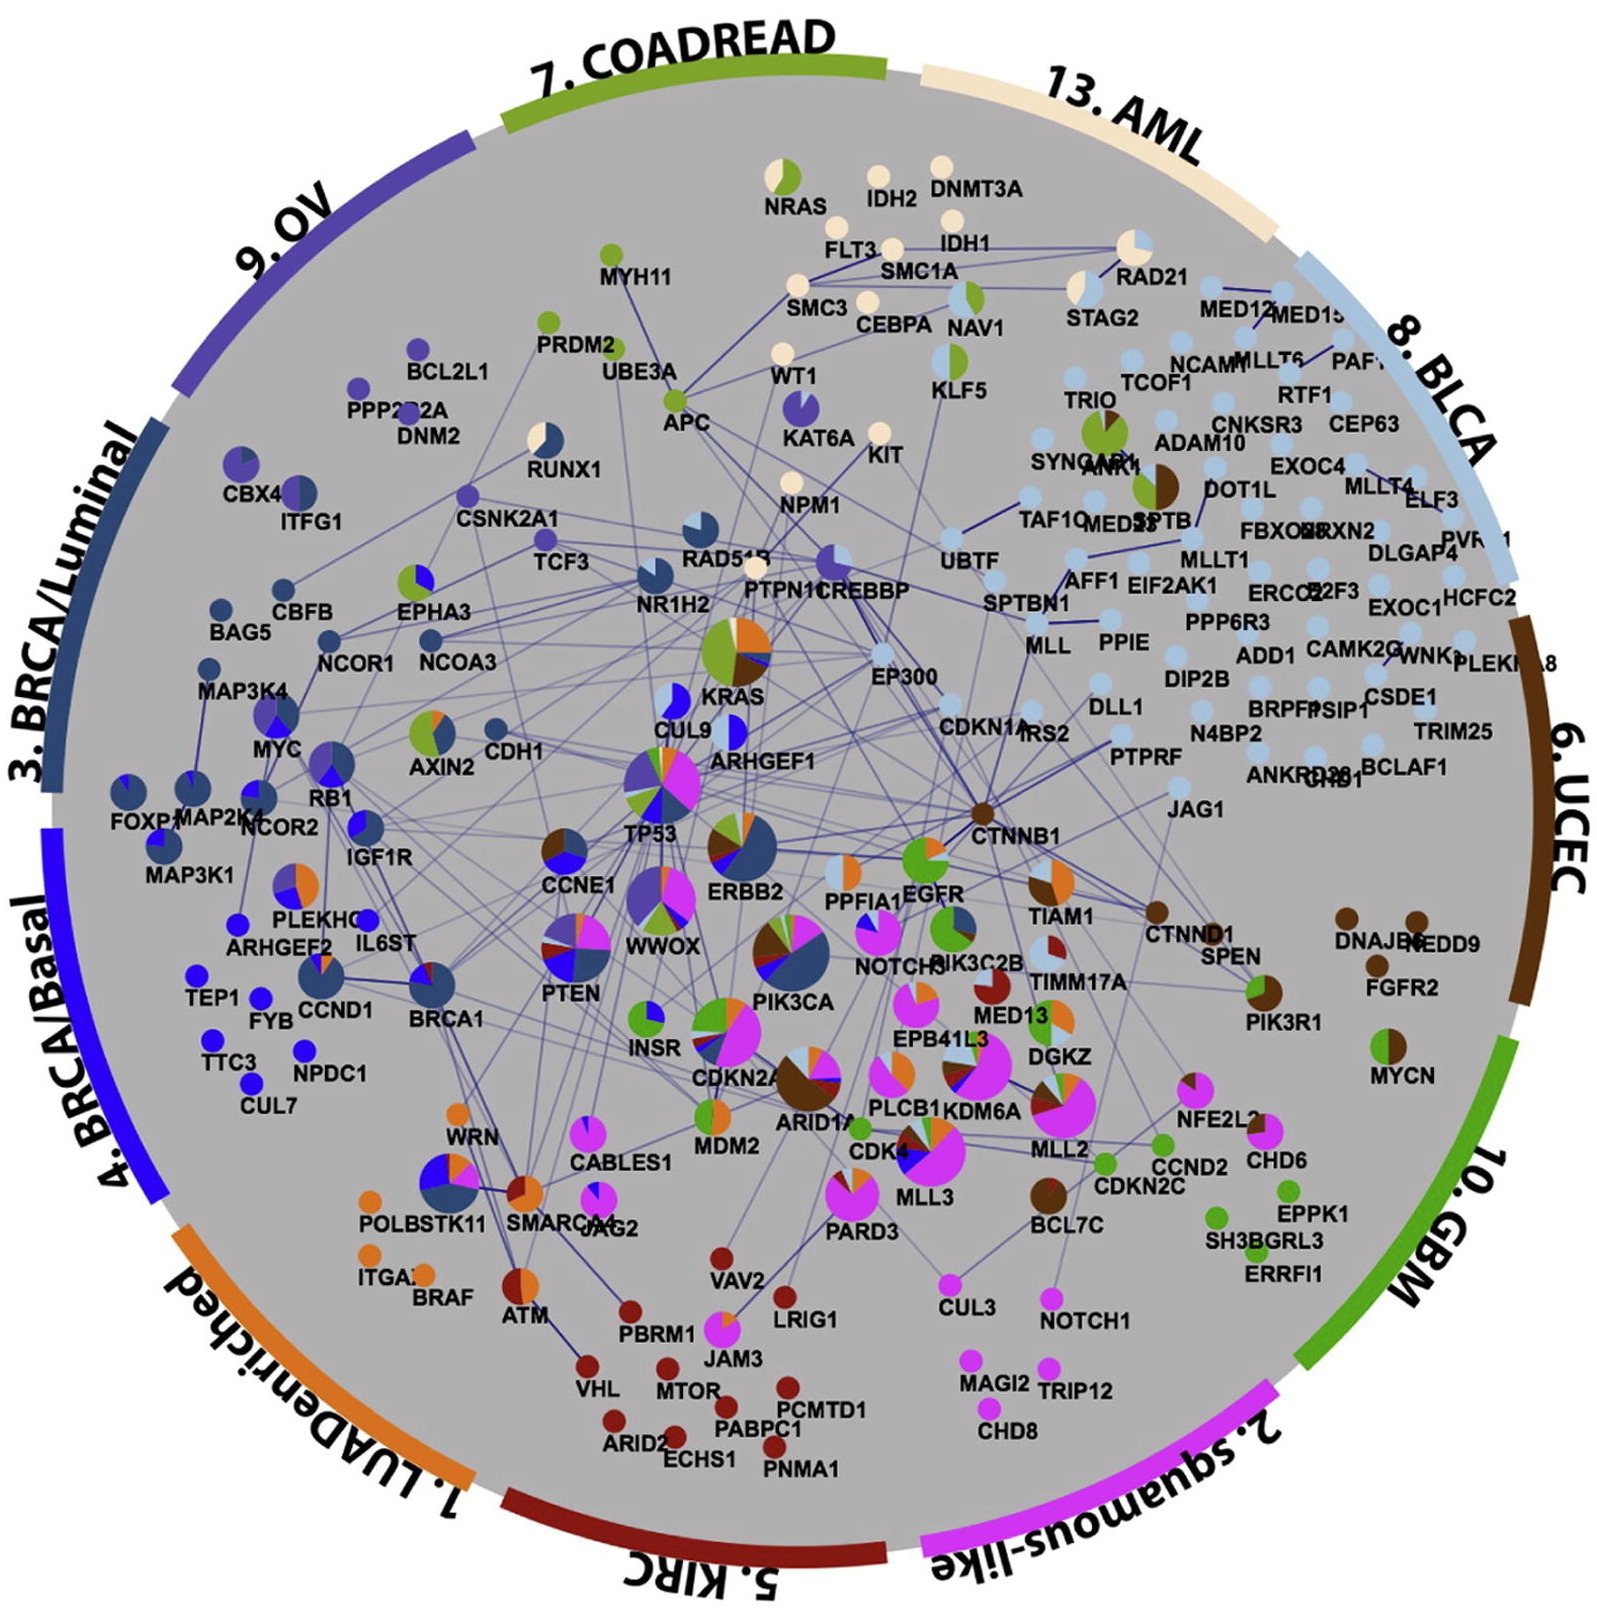 7. COADREAD
13. AML
9. OV
8. BLCA
3. BRCA/Luminal
6. UCEC
4. BRCA/Basal
10. GBM
1. LUADenriched
2. squamous-like
5. KIRC
NRAS
IDH2
DNMT3A
FLT3
IDH1
SMC1A
MYH11
RAD21
SMC3
CEBPA
NAV1
STAG2
MED12
MED15
PRDM2
UBE3A
BCL2L1
WT1
KLF5
NCAM1
MLLT6
TCOF1
RTF1
TRIO
DNM2
APC
KAT6A
KIT
CNKSR3
CEP63
ADAM10
RUNX1
SYNGAP1
ANK1
EXOC4
MLLT4
ELF3
CBX4
ITFG1
CSNK2A1
NPM1
DOT1L
TAF1C
MED23
SPTB
NRXN2
DLGAP4
TCF3
RAD51B
UBTF
MLLT1
AFF1
EIF2AK1
EPHA3
NR1H2
PTPN11
CREBBP
SPTBN1
ERCC2
E2F3
EXOC1
HCFC2
CBFB
BAG5
NCOR1
NCOA3
MLL
PPIE
PPP6R3
ADD1
CAMK2G
WNK1
MAP3K4
KRAS
EP300
DIP2B
CSDE1
MYC
CUL9
CDKN1A
IRS2
DLL1
BRPF1
PSIP1
TRIM25
N4BP2
AXIN2
CDH1
ARHGEF1
PTPRF
CHD1
BCLAF1
RB1
TP53
JAG1
FOXP1
MAP2K4
NCOR2
CTNNB1
IGF1R
MAP3K1
CCNE1
ERBB2
PPFIA1
EGFR
TIAM1
IL6ST
ARHGEF2
WWOX
CTNND1
SPEN
DNAJB6
NEDD9
NOTCH3
PIK3C2B
TIMM17A
FGFR2
TEP1
FYB
CCND1
BRCA1
PTEN
PIK3CA
MED13
PIK3R1
TTC3
NPDC1
INSR
EPB41L3
DGKZ
MYCN
CUL7
CDKN2A
WRN
MDM2
ARID1A
PLCB1
KDM6A
NFE2L2
CABLES1
CDK4
MLL2
CCND2
CHD6
CDKN2C
POLB
STK11
SMARCA4
JAG2
PARD3
MLL3
BCL7C
EPPK1
SH3BGRL3
ERRFI1
BRAF
ATM
VAV2
LRIG1
CUL3
NOTCH1
PBRM1
JAM3
VHL
MTOR
PCMTD1
PABPC1
MAGI2
TRIP12
CHD8
ARID2
ECHS1
PNMA1